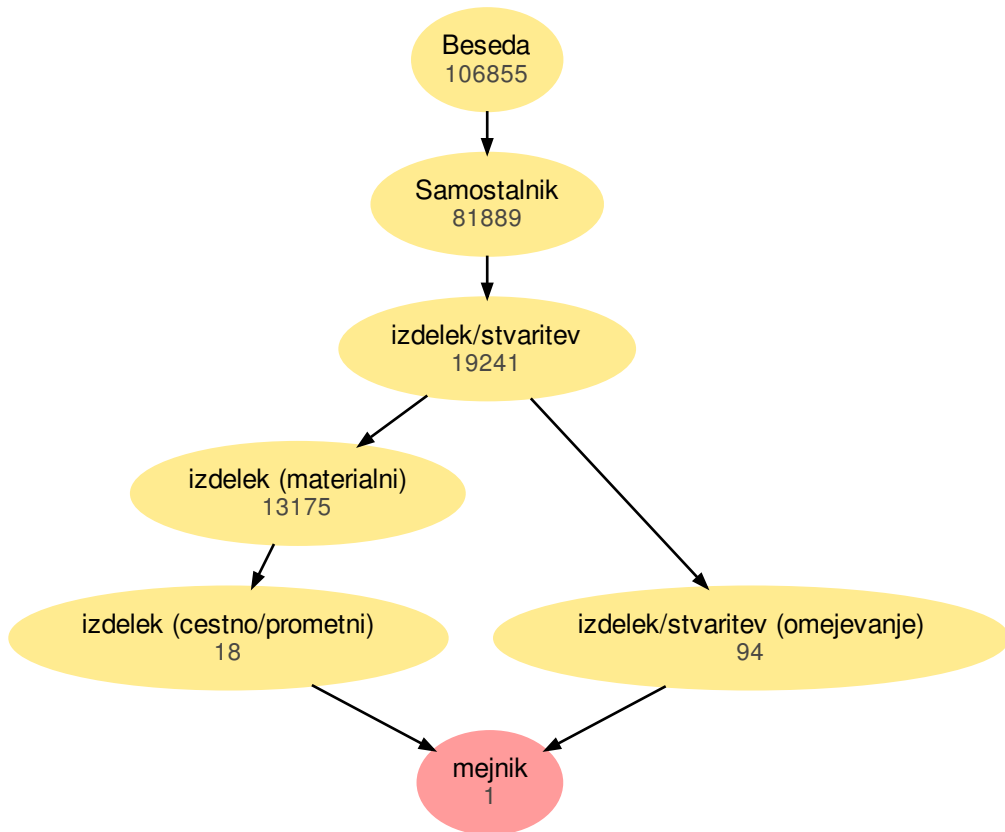 Beseda
106855
Samostalnik
81889
izdelek/stvaritev
19241
izdelek (materialni)
13175
izdelek (cestno/prometni)
18
izdelek/stvaritev (omejevanje)
94
mejnik
1